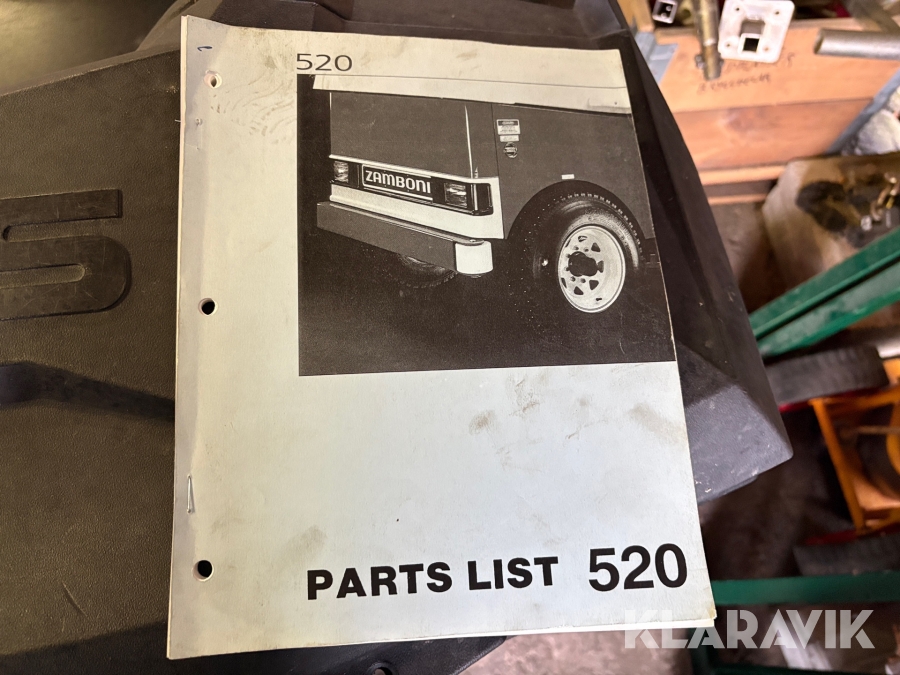 520
ZAMBONI
PARTS LIST 520
KLARAVIK